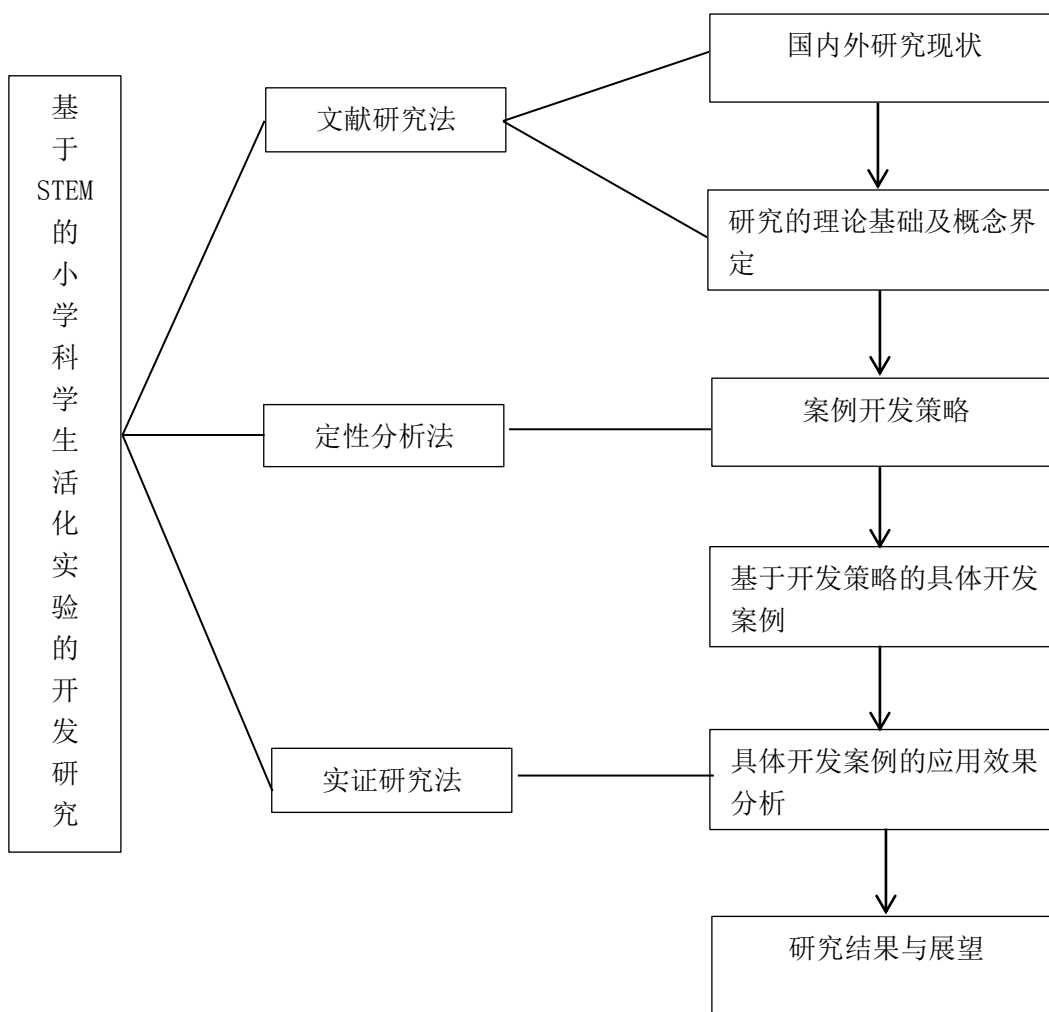 基
于
STEM
的
小
学
科
学
生
活
化
实
验
的
开
发
研
究
文献研究法
定性分析法
实证研究法
国内外研究现状
研究的理论基础及概念界
定
案例开发策略
基于开发策略的具体开发
案例
具体开发案例的应用效果
分析
研究结果与展望